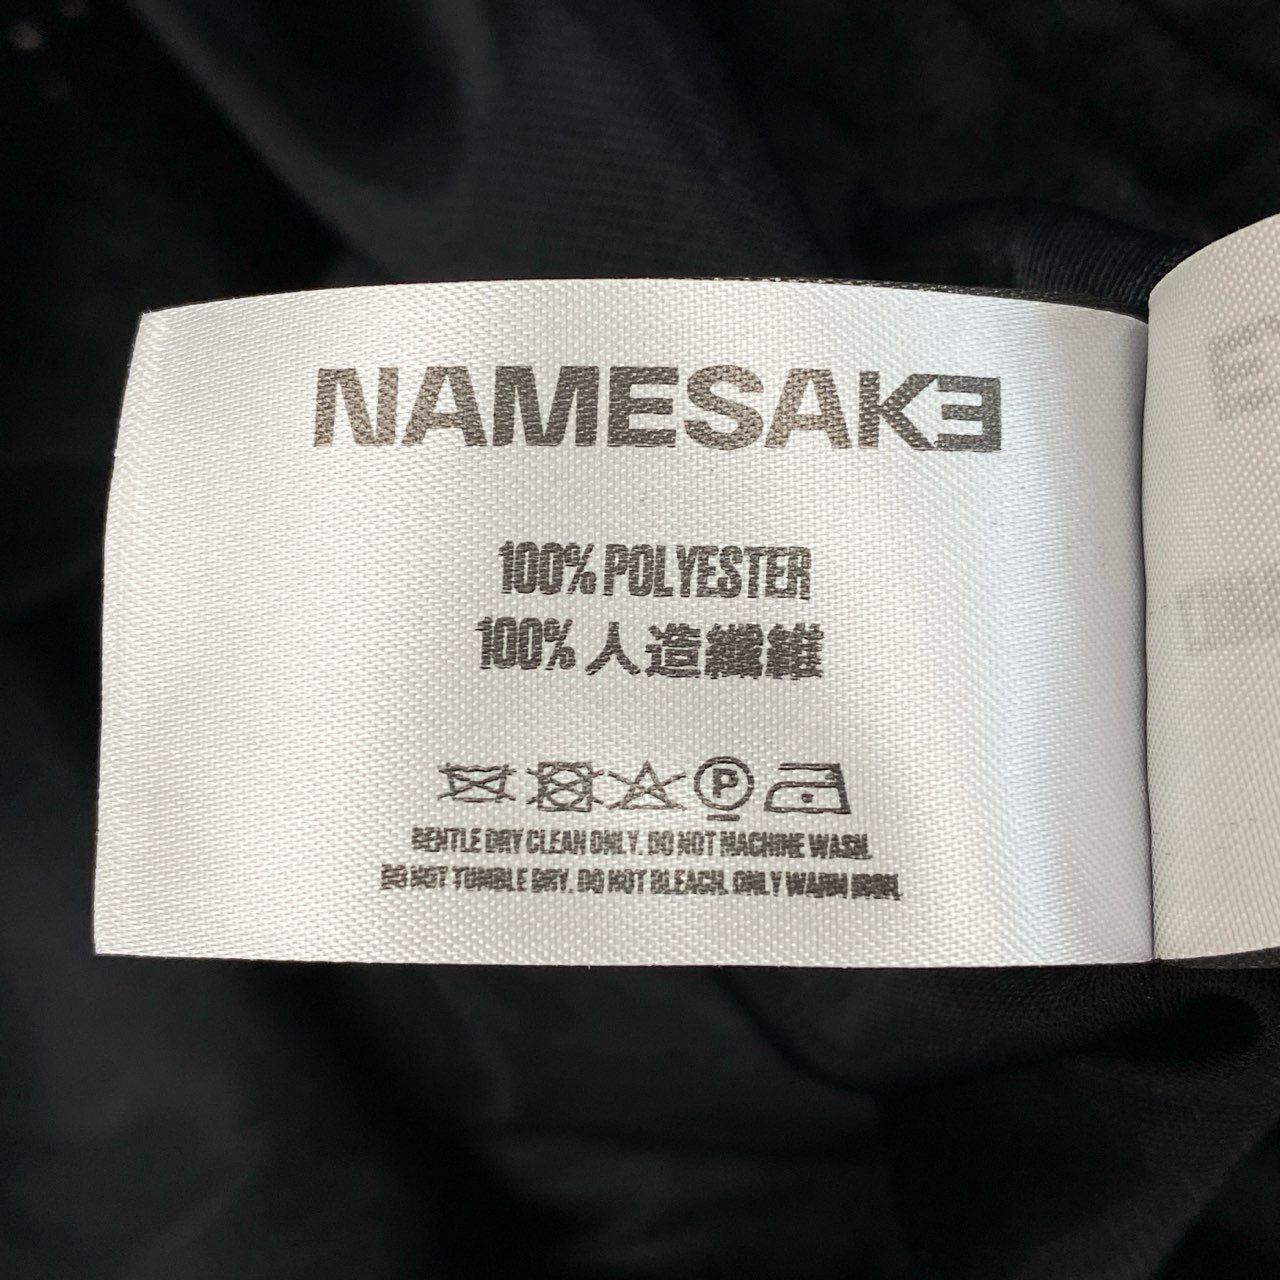 NAMESAKE
100% POLYESTER
100% 人造纖維
P
GENTLE DRY CLEAN ONLY. DO NOT MACHINE WASH.
DO NOT TUMBLE DRY. DO NOT BLEACH. ONLY WARM IRON.